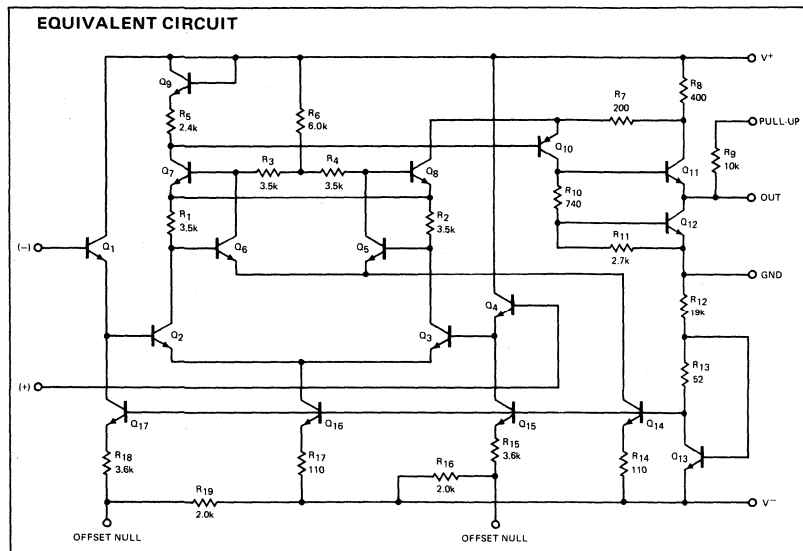 EQUIVALENT CIRCUIT
V+
Q9
R8
400
R7
200
PULL-UP
R5
2.4k
R6
6.0k
R9
10k
Q10
Q7
R3
3.5k
R4
3.5k
Q8
Q11
R10
740
OUT
R1
3.5k
R2
3.5k
Q12
(−)
Q1
Q6
Q5
R11
2.7k
GND
R12
19k
Q4
Q2
Q3
R13
52
(+)
Q17
Q16
Q15
Q14
Q13
R18
3.6k
R17
110
R15
3.6k
R14
110
R16
2.0k
R19
2.0k
V−
OFFSET NULL
OFFSET NULL